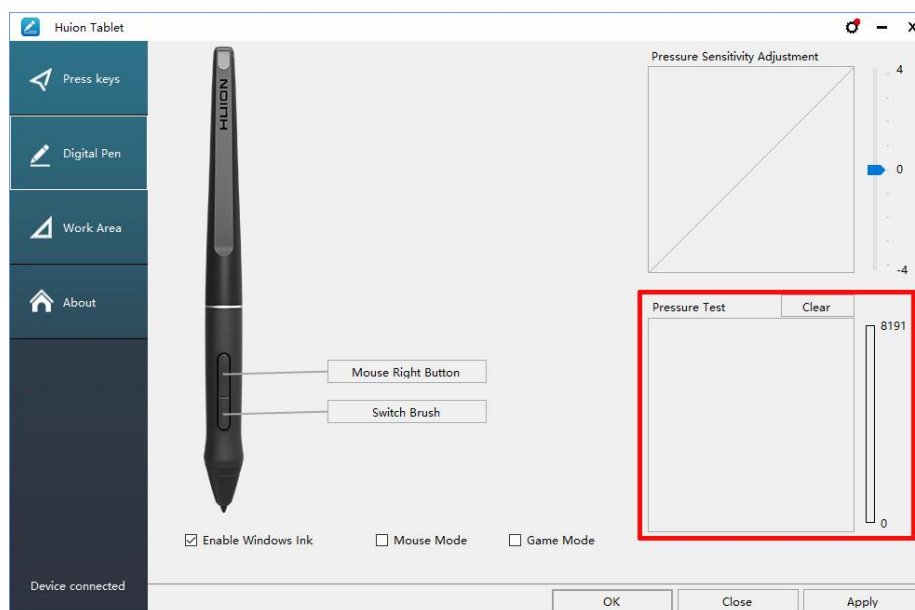 Huion Tablet
Press keys
Digital Pen
Work Area
About
Device connected
HUION
Mouse Right Button
Switch Brush
Enable Windows Ink
Mouse Mode
Game Mode
Pressure Sensitivity Adjustment
4
0
-4
Pressure Test
Clear
8191
0
OK
Close
Apply